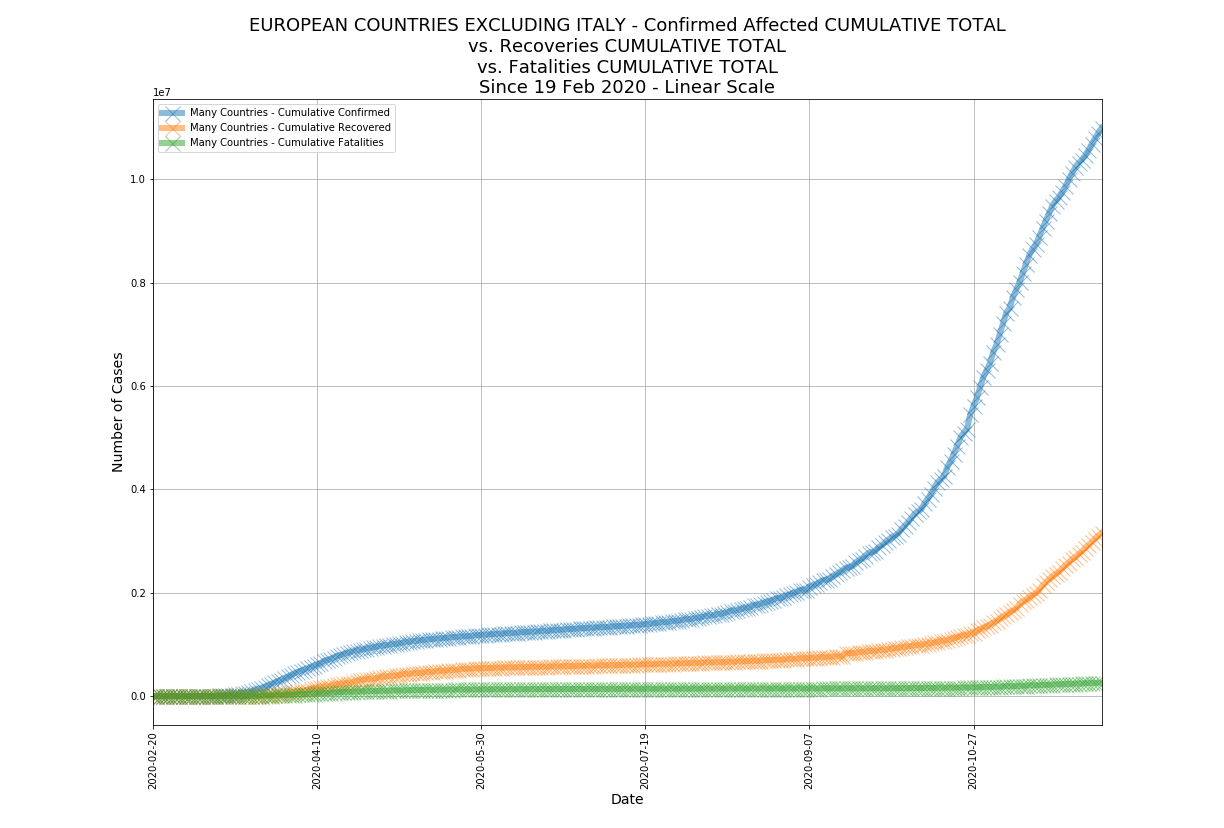 EUROPEAN COUNTRIES EXCLUDING ITALY - Confirmed Affected CUMULATIVE TOTAL
vs. Recoveries CUMULATIVE TOTAL
vs. Fatalities CUMULATIVE TOTAL
Since 19 Feb 2020 - Linear Scale
1e7
Many Countries - Cumulative Confirmed
Many Countries - Cumulative Recovered
Many Countries - Cumulative Fatalities
1.0
0.8
0.6
0.4
0.2
0.0
Number of Cases
2020-02-20
2020-04-10
2020-05-30
2020-07-19
2020-09-07
2020-10-27
Date